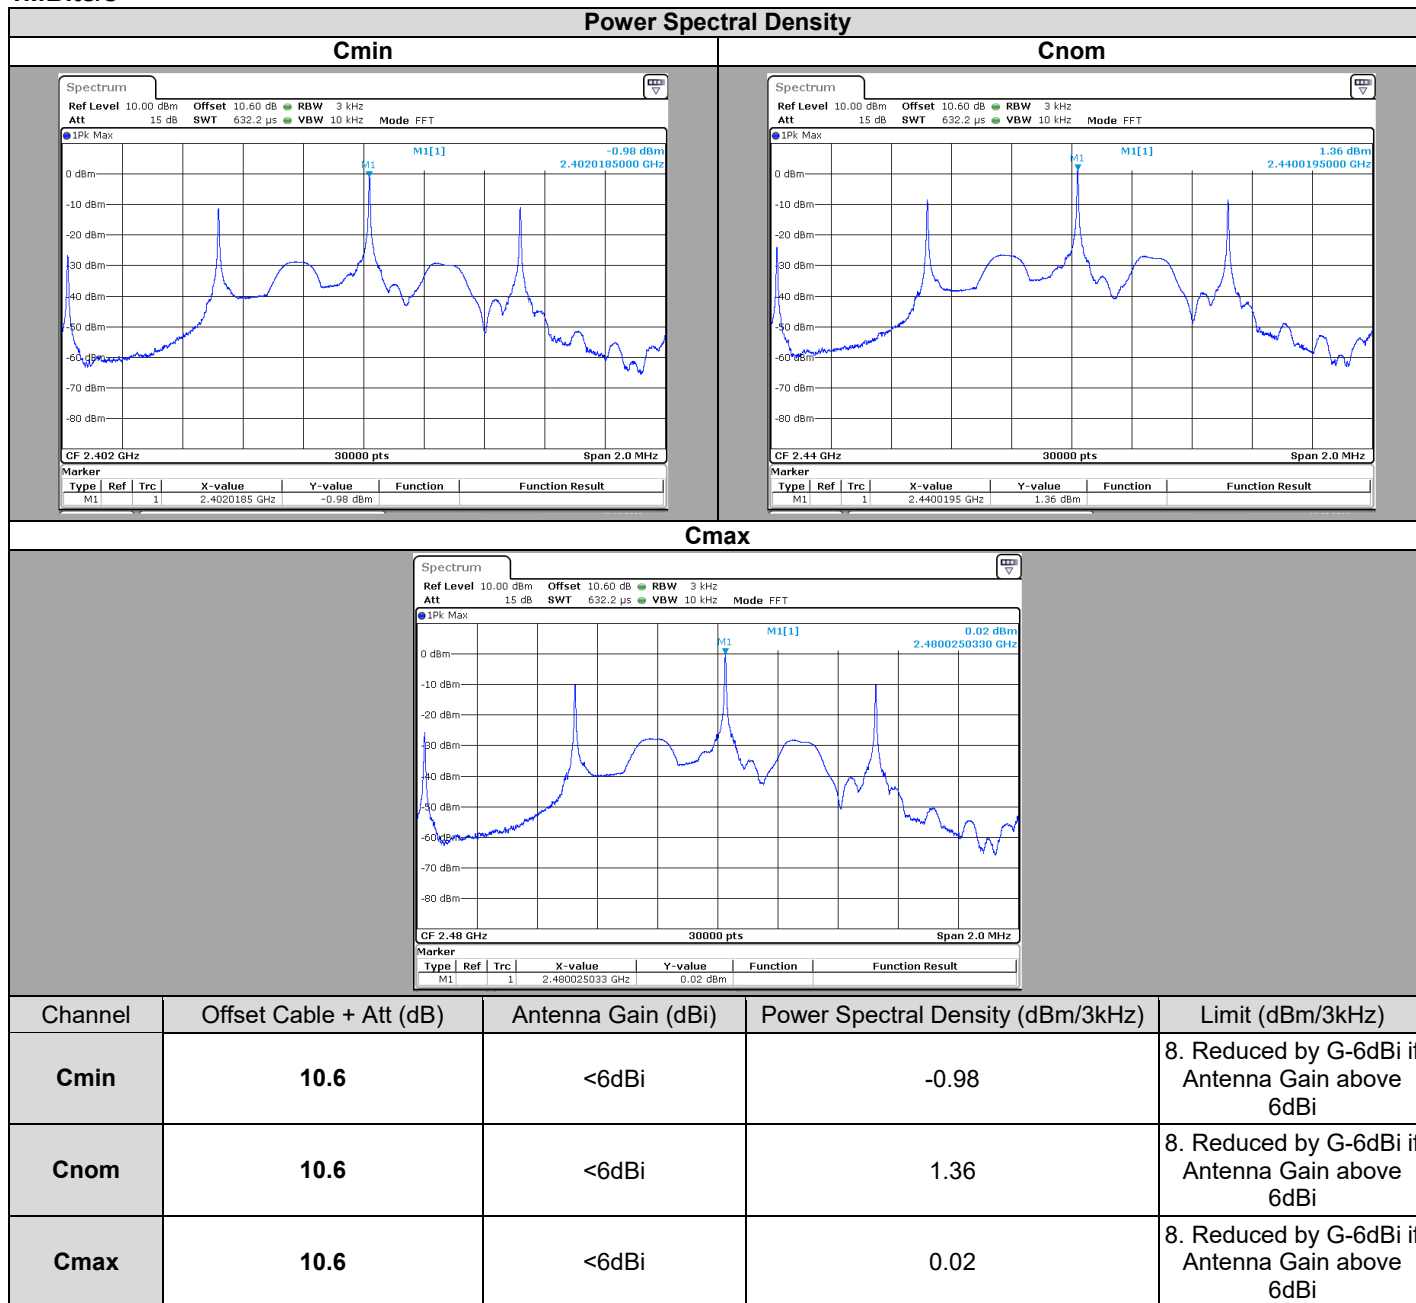 Power Spectral Density
Cmin
Cnom
Spectrum
Ref Level 10.00 dBm Offset 10.60 dB RBW 3 kHz
Att 15 dB SWT 632.2 µs VBW 10 kHz Mode FFT
1Pk Max
M1[1] -0.98 dBm
2.4020185000 GHz
M1
0 dBm
-10 dBm
-20 dBm
-30 dBm
-40 dBm
-50 dBm
-60 dBm
-70 dBm
-80 dBm
CF 2.402 GHz 30000 pts Span 2.0 MHz
Marker
Type Ref Trc X-value Y-value Function Function Result
M1 1 2.4020185 GHz -0.98 dBm
Spectrum
Ref Level 10.00 dBm Offset 10.60 dB RBW 3 kHz
Att 15 dB SWT 632.2 µs VBW 10 kHz Mode FFT
1Pk Max
M1[1] 1.36 dBm
2.4400195000 GHz
M1
0 dBm
-10 dBm
-20 dBm
-30 dBm
-40 dBm
-50 dBm
-60 dBm
-70 dBm
-80 dBm
CF 2.44 GHz 30000 pts Span 2.0 MHz
Marker
Type Ref Trc X-value Y-value Function Function Result
M1 1 2.4400195 GHz 1.36 dBm
Cmax
Spectrum
Ref Level 10.00 dBm Offset 10.60 dB RBW 3 kHz
Att 15 dB SWT 632.2 µs VBW 10 kHz Mode FFT
1Pk Max
M1[1] 0.02 dBm
2.4800250330 GHz
M1
0 dBm
-10 dBm
-20 dBm
-30 dBm
-40 dBm
-50 dBm
-60 dBm
-70 dBm
-80 dBm
CF 2.48 GHz 30000 pts Span 2.0 MHz
Marker
Type Ref Trc X-value Y-value Function Function Result
M1 1 2.480025033 GHz 0.02 dBm
Channel Offset Cable + Att (dB) Antenna Gain (dBi) Power Spectral Density (dBm/3kHz) Limit (dBm/3kHz)
Cmin 10.6 <6dBi -0.98 8. Reduced by G-6dBi if
Antenna Gain above
6dBi
Cnom 10.6 <6dBi 1.36 8. Reduced by G-6dBi if
Antenna Gain above
6dBi
Cmax 10.6 <6dBi 0.02 8. Reduced by G-6dBi if
Antenna Gain above
6dBi